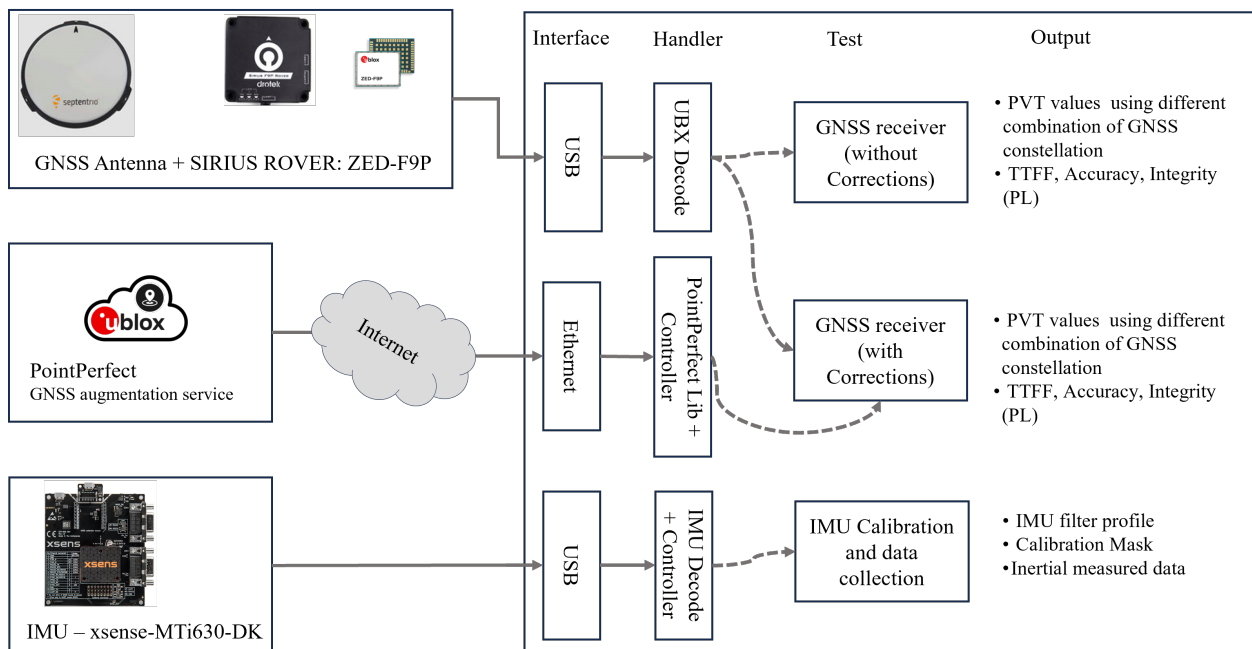 Interface
Handler
Test
Output
septentrio
Sirius F9P Rover
drotek
ublox
ZED-F9P
GNSS Antenna + SIRIUS ROVER: ZED-F9P
USB
UBX Decode
GNSS receiver
(without
Corrections)
• PVT values using different
combination of GNSS
constellation
• TTFF, Accuracy, Integrity
(PL)
ublox
PointPerfect
GNSS augmentation service
Internet
Ethernet
PointPerfect Lib +
Controller
GNSS receiver
(with
Corrections)
• PVT values using different
combination of GNSS
constellation
• TTFF, Accuracy, Integrity
(PL)
xsens
xsens
IMU – xsense-MTi630-DK
USB
IMU Decode
+ Controller
IMU Calibration
and data
collection
• IMU filter profile
• Calibration Mask
•Inertial measured data